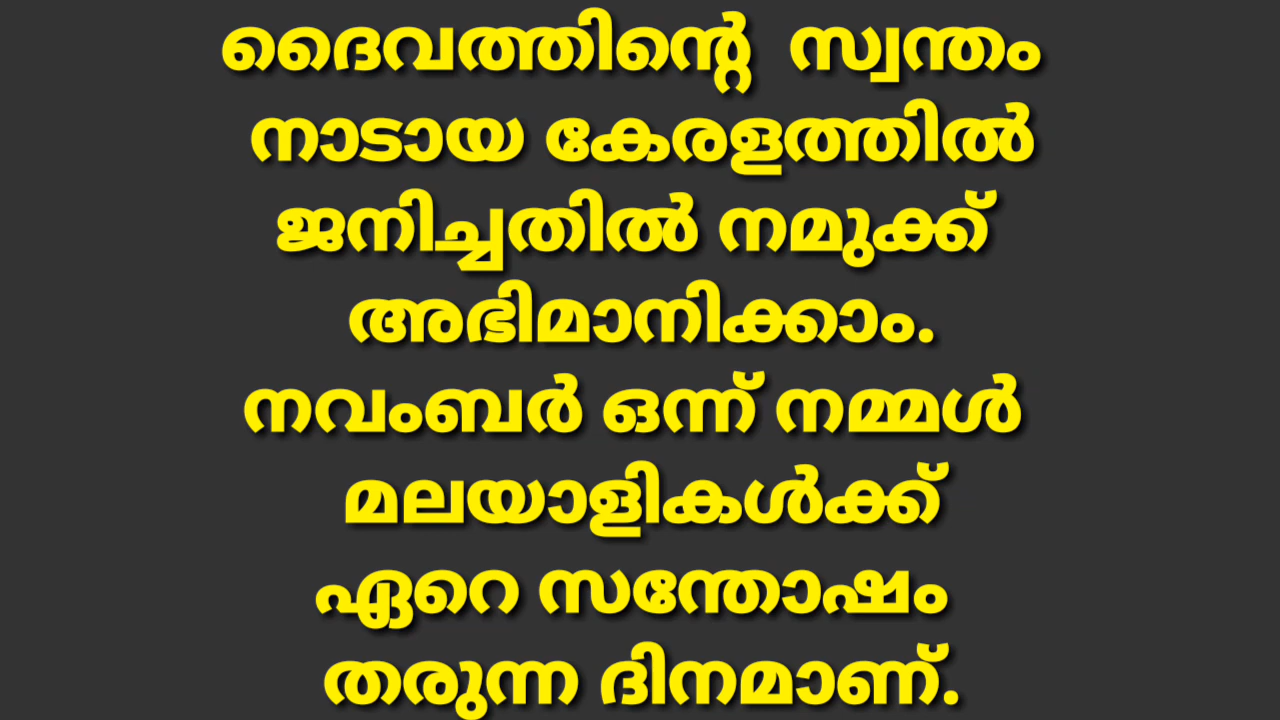 ദൈവത്തിന്റെ സ്വന്തം
നാടായ കേരളത്തിൽ
ജനിച്ചതിൽ നമുക്ക്
അഭിമാനിക്കാം.
നവംബർ ഒന്ന് നമ്മൾ
മലയാളികൾക്ക്
ഏറെ സന്തോഷം
തരുന്ന ദിനമാണ്.